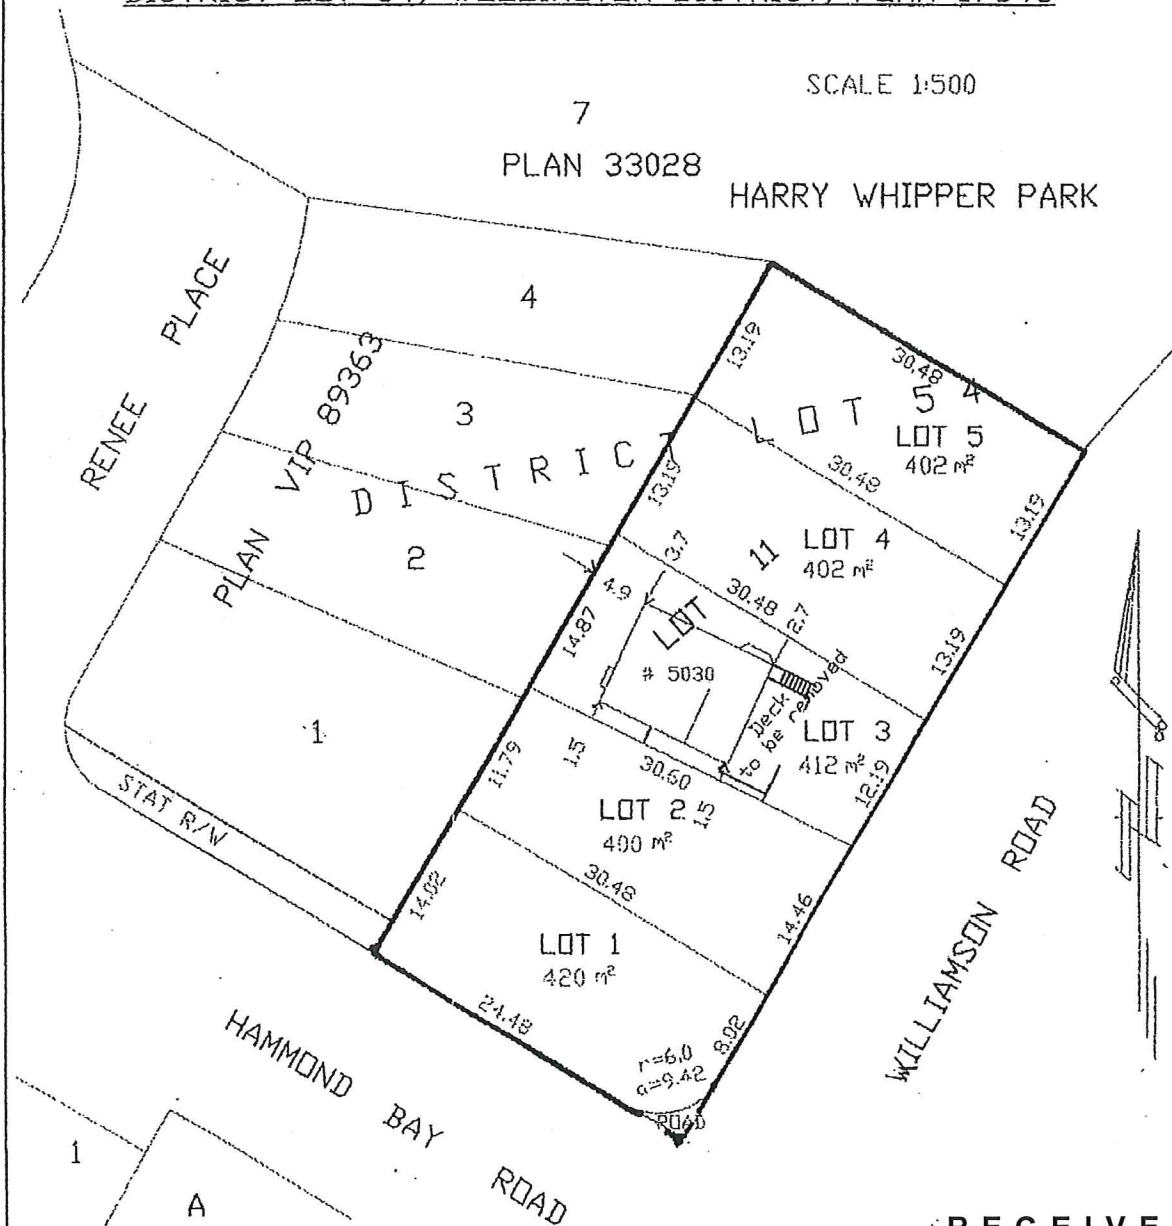 SCALE 1:500
7
PLAN 33028
HARRY WHIPPER PARK
RENEE PLACE
4
PLAN VIP 89363
3
DISTRICT LOT 54
2
1
STAT R/W
13.19
30.48
LOT 5
402 m²
13.19
30.48
13.19
LOT 4
402 m²
LOT 11
3.7
4.9
30.48
2.7
13.19
14.87
# 5030
Deck
to be removed
LOT 3
412 m²
12.19
11.79
1.5
30.60
LOT 2
1.5
400 m²
14.02
30.48
14.46
LOT 1
420 m²
24.48
8.02
r=6.0
a=9.42
ROAD
WILLIAMSON ROAD
HAMMOND BAY ROAD
1
A
RECEIVE